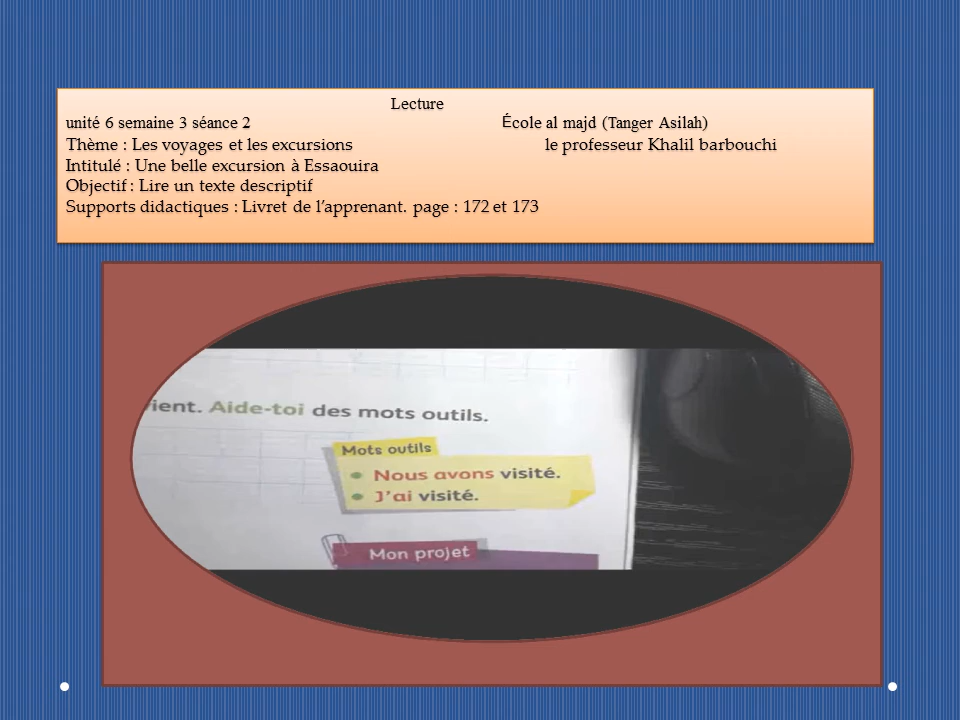 Lecture
unité 6 semaine 3 séance 2 École al majd (Tanger Asilah)
Thème : Les voyages et les excursions le professeur Khalil barbouchi
Intitulé : Une belle excursion à Essaouira
Objectif : Lire un texte descriptif
Supports didactiques : Livret de l'apprenant. page : 172 et 173
Aide-toi des mots outils.
Mots outils
• Nous avons visité.
• J'ai visité.
Mon projet